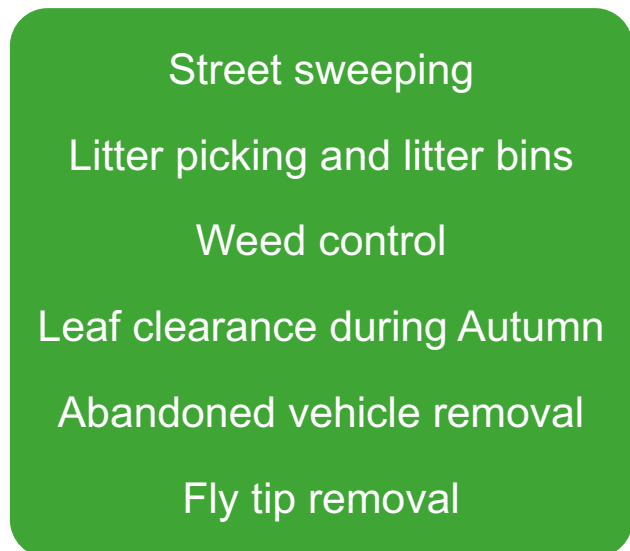 Street sweeping
Litter picking and litter bins
Weed control
Leaf clearance during Autumn
Abandoned vehicle removal
Fly tip removal